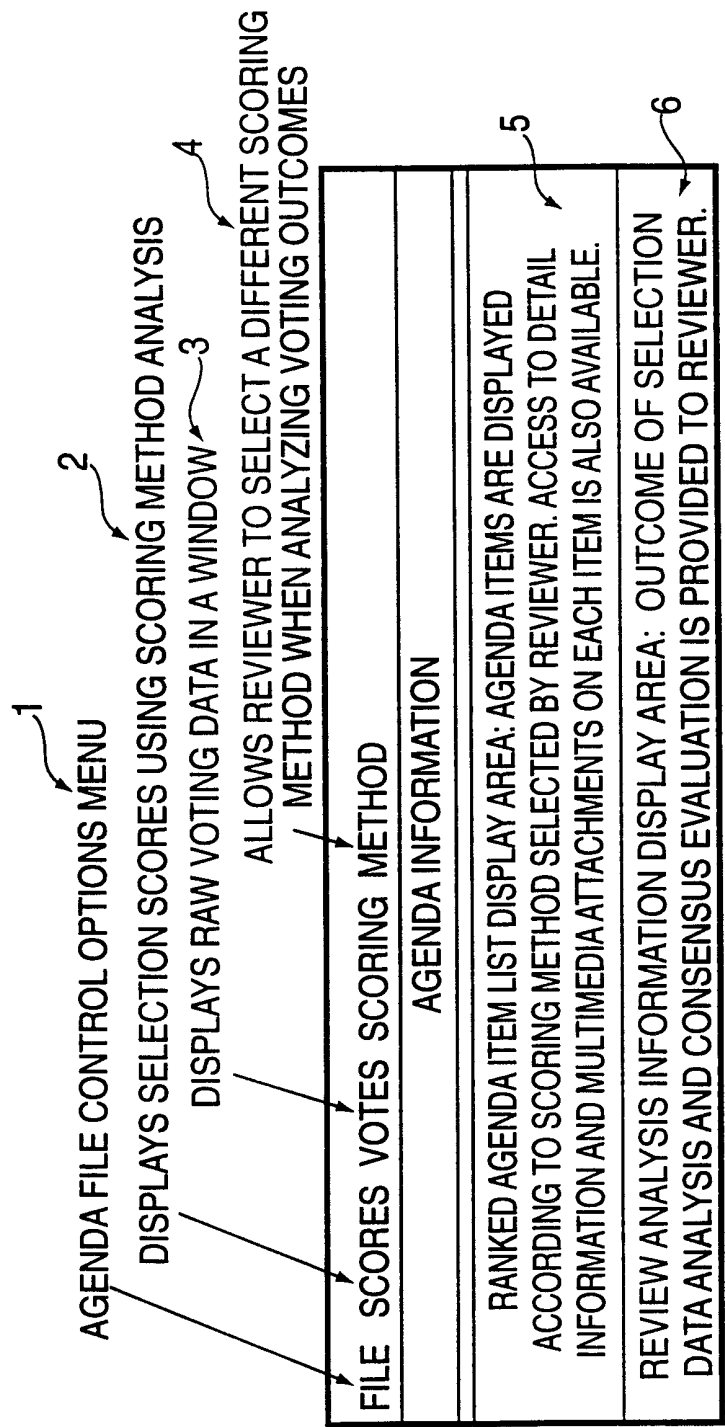 1
AGENDA FILE CONTROL OPTIONS MENU
2
DISPLAYS SELECTION SCORES USING SCORING METHOD ANALYSIS
3
DISPLAYS RAW VOTING DATA IN A WINDOW
4
ALLOWS REVIEWER TO SELECT A DIFFERENT SCORING
METHOD WHEN ANALYZING VOTING OUTCOMES
FILE SCORES VOTES SCORING METHOD
AGENDA INFORMATION
5
RANKED AGENDA ITEM LIST DISPLAY AREA: AGENDA ITEMS ARE DISPLAYED
ACCORDING TO SCORING METHOD SELECTED BY REVIEWER. ACCESS TO DETAIL
INFORMATION AND MULTIMEDIA ATTACHMENTS ON EACH ITEM IS ALSO AVAILABLE.
6
REVIEW ANALYSIS INFORMATION DISPLAY AREA: OUTCOME OF SELECTION
DATA ANALYSIS AND CONSENSUS EVALUATION IS PROVIDED TO REVIEWER.